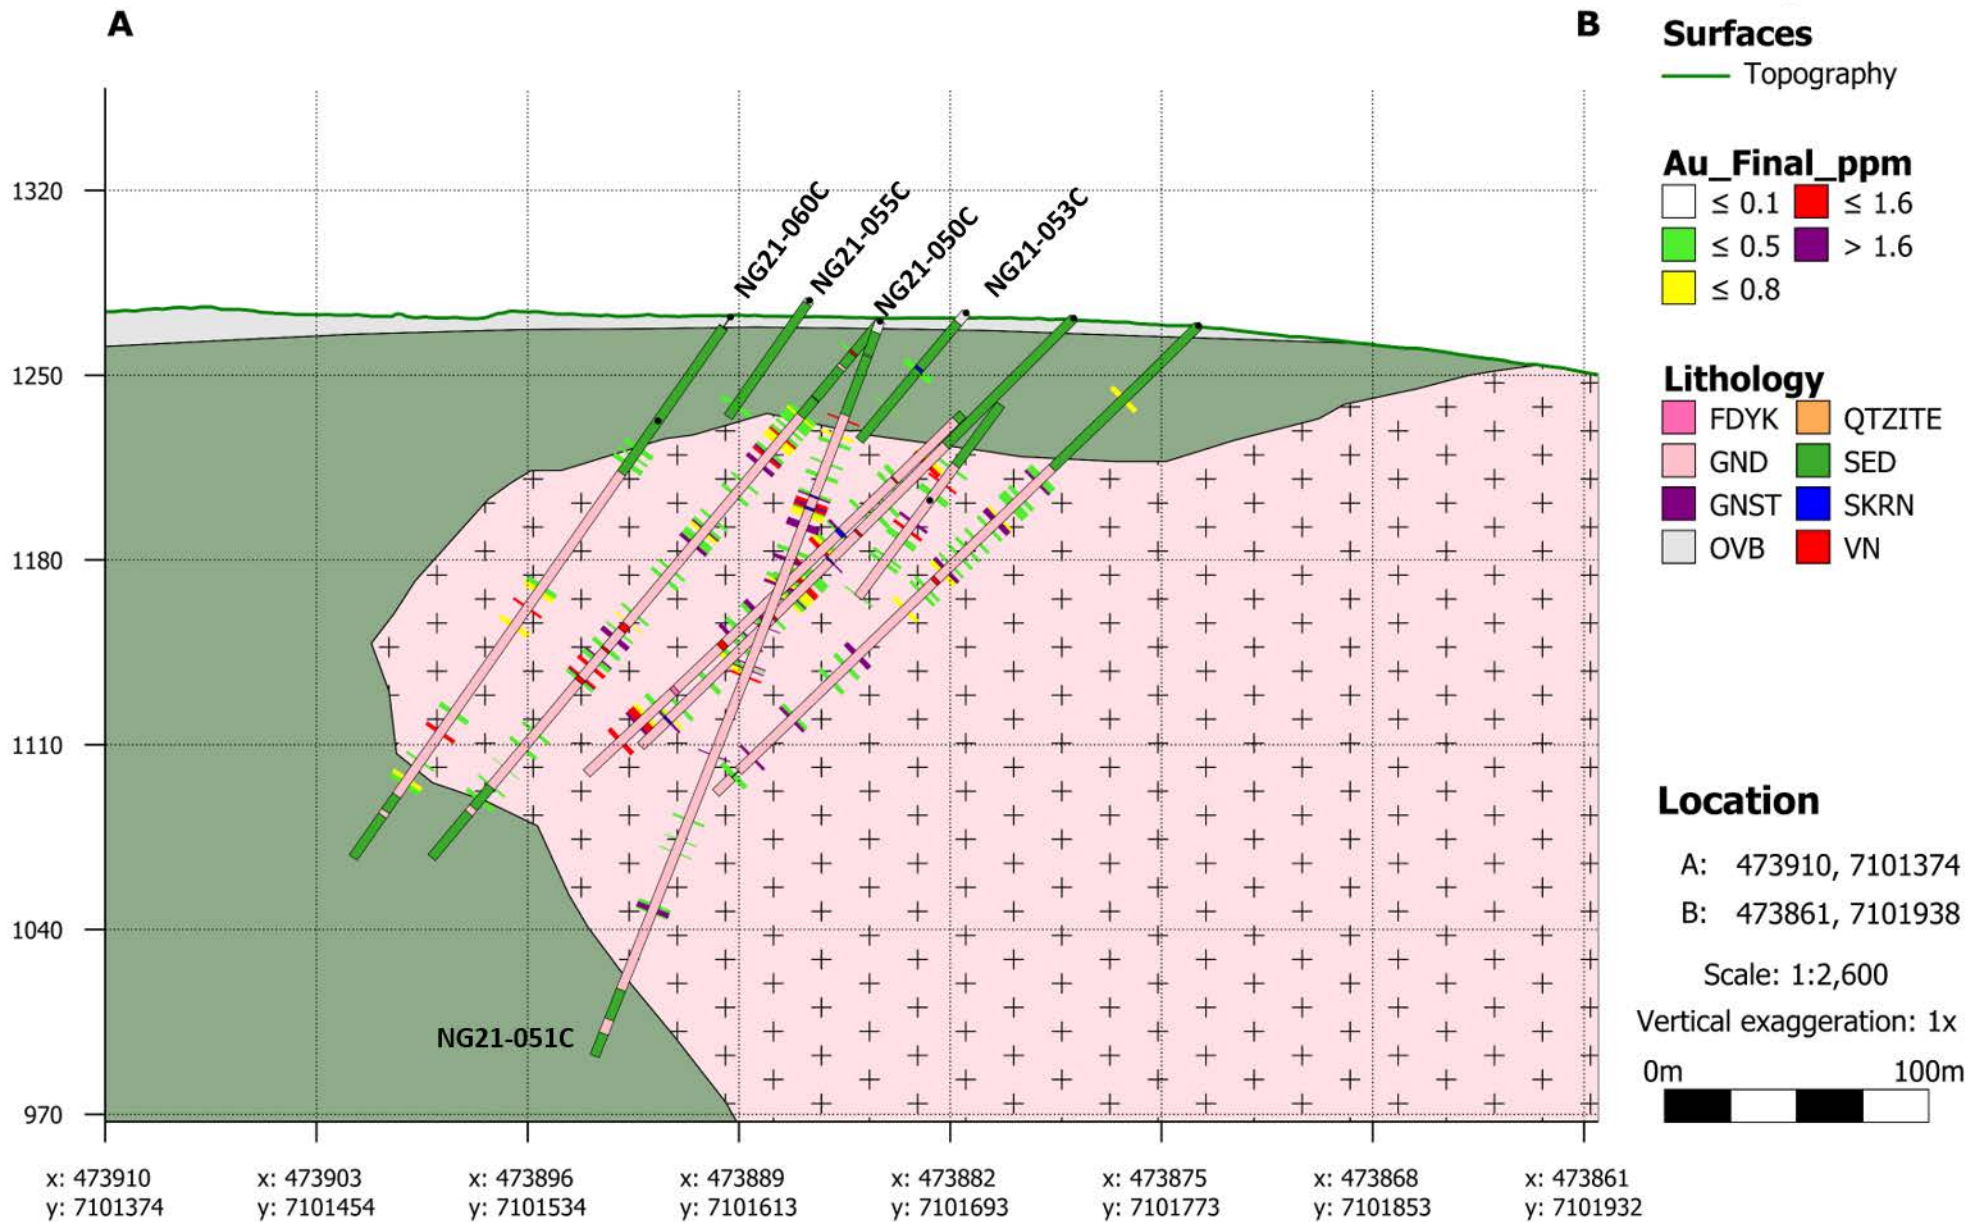 A
B
NG21-060C
NG21-055C
NG21-050C
NG21-053C
NG21-051C
1320
1250
1180
1110
1040
970
x: 473910
y: 7101374
x: 473903
y: 7101454
x: 473896
y: 7101534
x: 473889
y: 7101613
x: 473882
y: 7101693
x: 473875
y: 7101773
x: 473868
y: 7101853
x: 473861
y: 7101932
Surfaces
Topography
Au_Final_ppm
≤ 0.1 ≤ 1.6
≤ 0.5 > 1.6
≤ 0.8
Lithology
FDYK QTZITE
GND SED
GNST SKRN
OVB VN
Location
A: 473910, 7101374
B: 473861, 7101938
Scale: 1:2,600
Vertical exaggeration: 1x
0m 100m